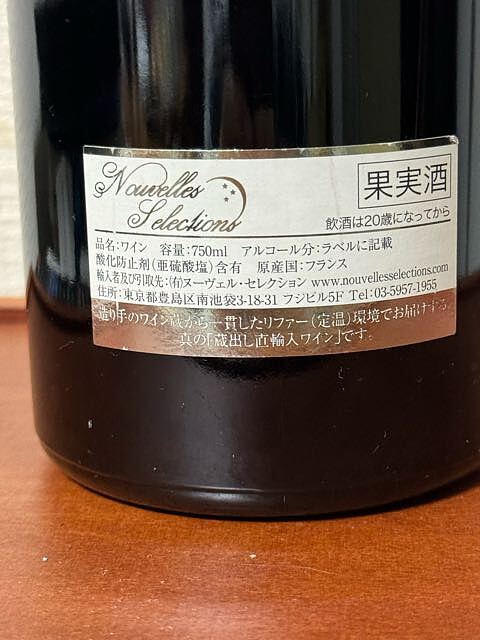 Nouvelles
Selections
果実酒
飲酒は20歳になってから
品名:ワイン 容量:750ml アルコール分:ラベルに記載
酸化防止剤(亜硫酸塩)含有 原産国:フランス
輸入者及び引取先:(有)ヌーヴェル・セレクション www.nouvellesselections.com
住所:東京都豊島区南池袋3-18-31 フジビル5F Tel:03-5957-1955
造り手のワイン蔵から一貫したリファー(定温)環境でお届けする、
真の「蔵出し直輸入ワイン」です。